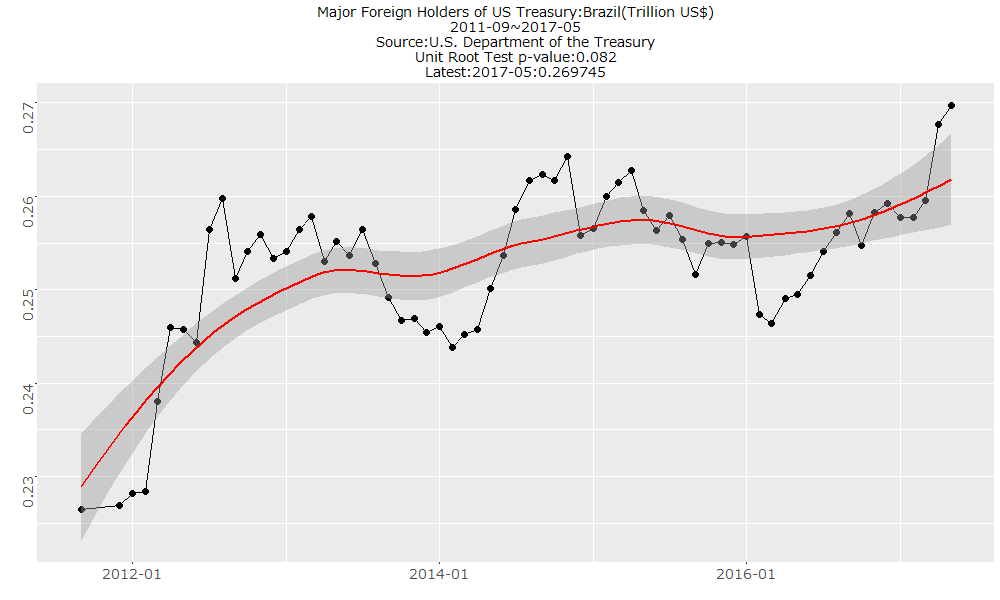 Major Foreign Holders of US Treasury:Brazil(Trillion US$)
2011-09~2017-05
Source:U.S. Department of the Treasury
Unit Root Test p-value:0.082
Latest:2017-05:0.269745
0.27
0.26
0.25
0.24
0.23
2012-01
2014-01
2016-01